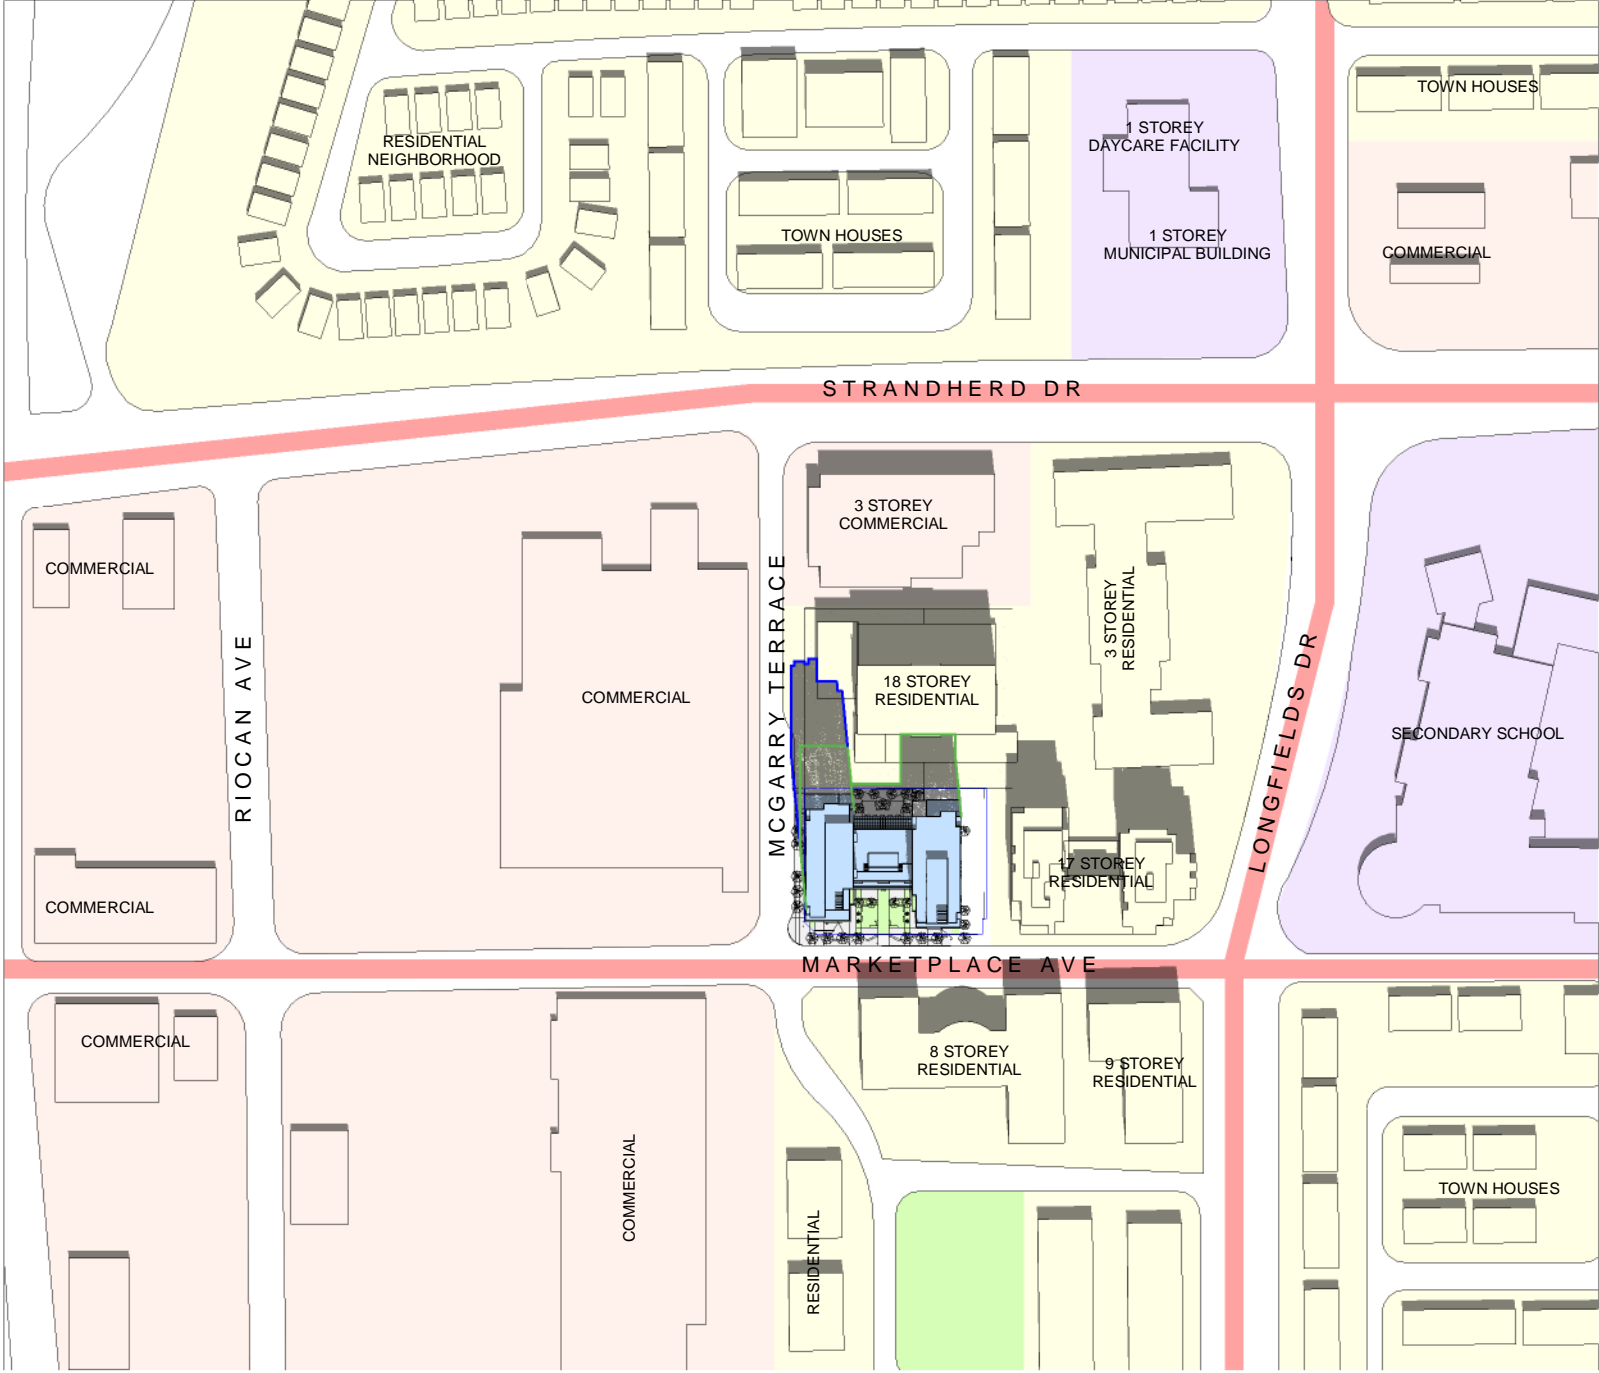 TOWN HOUSES
1 STOREY
DAYCARE FACILITY
RESIDENTIAL
NEIGHBORHOOD
TOWN HOUSES
1 STOREY
MUNICIPAL BUILDING
COMMERCIAL
STRANDHERD DR
3 STOREY
COMMERCIAL
COMMERCIAL
3 STOREY
RESIDENTIAL
RIOCAN AVE
COMMERCIAL
MCGARRY TERRACE
18 STOREY
RESIDENTIAL
LONGFIELDS DR
SECONDARY SCHOOL
17 STOREY
RESIDENTIAL
COMMERCIAL
MARKETPLACE AVE
COMMERCIAL
8 STOREY
RESIDENTIAL
9 STOREY
RESIDENTIAL
COMMERCIAL
RESIDENTIAL
TOWN HOUSES